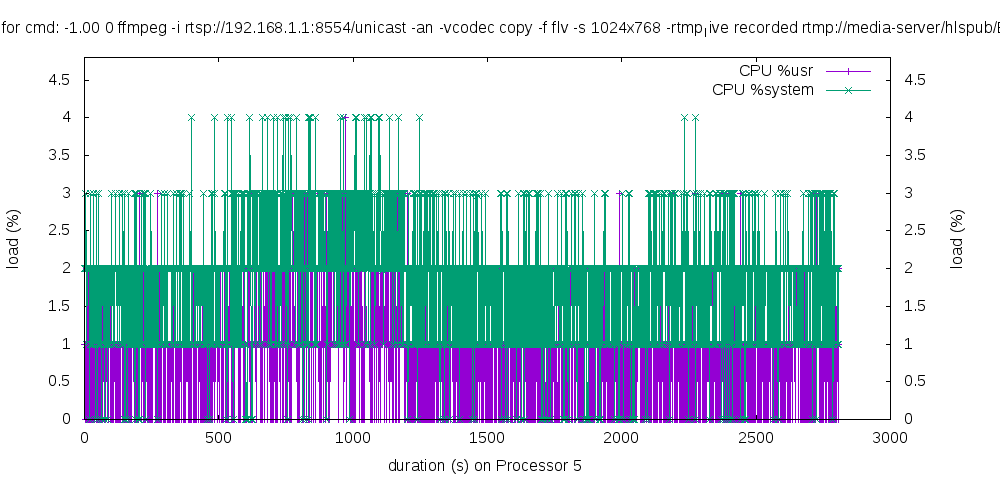 for cmd: -1.00 0 ffmpeg -i rtsp://192.168.1.1:8554/unicast -an -vcodec copy -f flv -s 1024x768 -rtmplive recorded rtmp://media-server/hlspub/
CPU %usr
CPU %system
4.5 4.5
4 4
3.5 3.5
3 3
2.5 2.5
2 2
1.5 1.5
1 1
0.5 0.5
0 0
load (%)
load (%)
0 500 1000 1500 2000 2500 3000
duration (s) on Processor 5